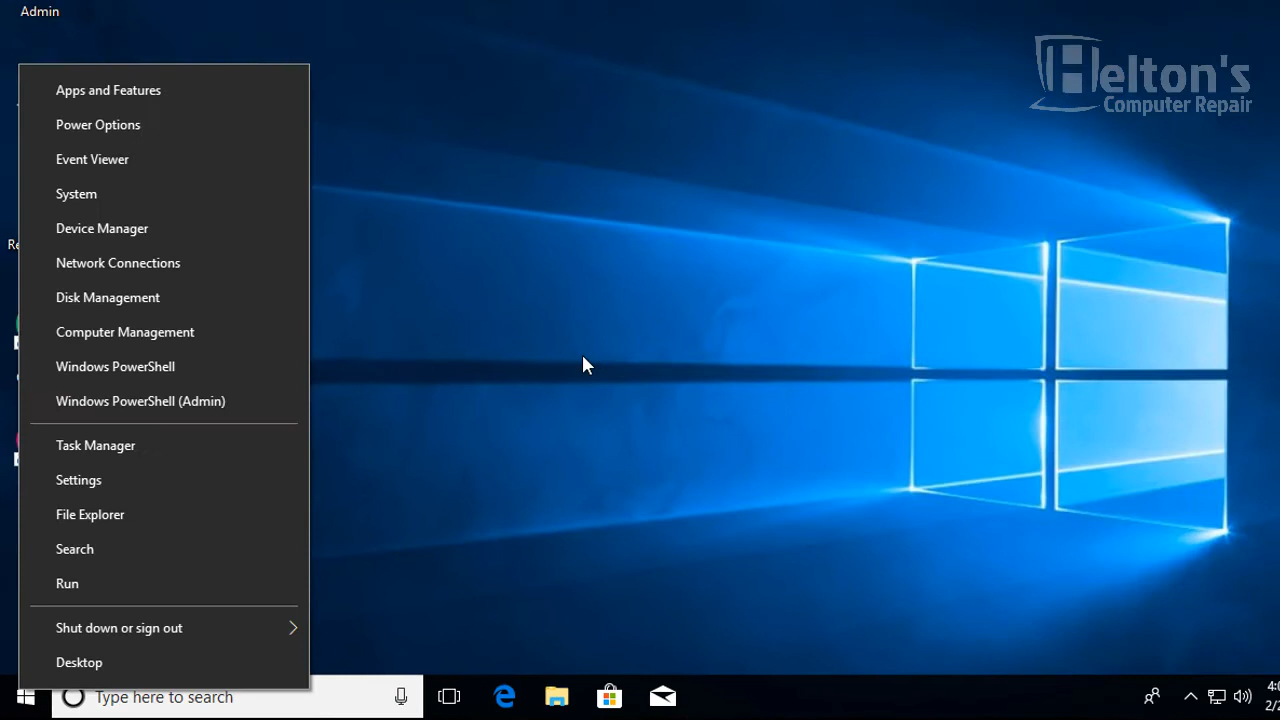 Admin
Helton's
Computer Repair
Apps and Features
Power Options
Event Viewer
System
Device Manager
Network Connections
Disk Management
Computer Management
Windows PowerShell
Windows PowerShell (Admin)
Task Manager
Settings
File Explorer
Search
Run
Shut down or sign out
Desktop
Type here to search